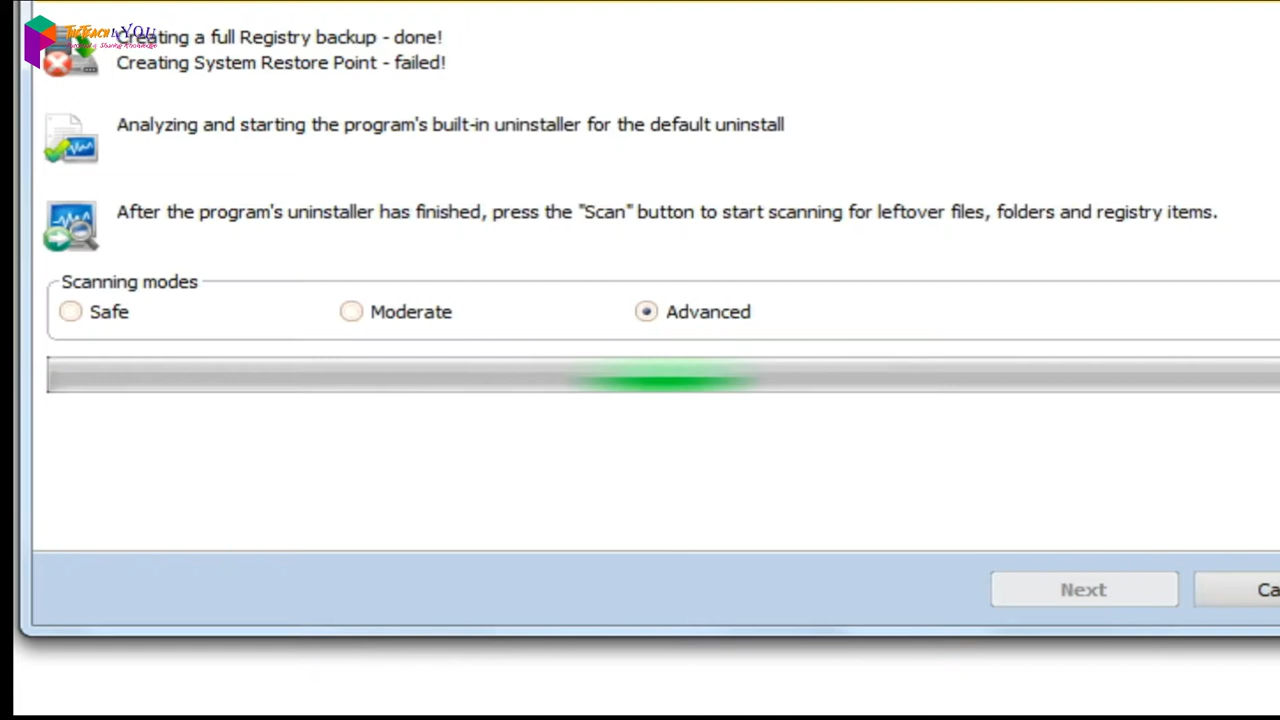 THETEACH4YOU
Creating a full Registry backup - done!
Creating System Restore Point - failed!
Analyzing and starting the program's built-in uninstaller for the default uninstall
After the program's uninstaller has finished, press the "Scan" button to start scanning for leftover files, folders and registry items.
Scanning modes
Safe
Moderate
Advanced
Next
Ca